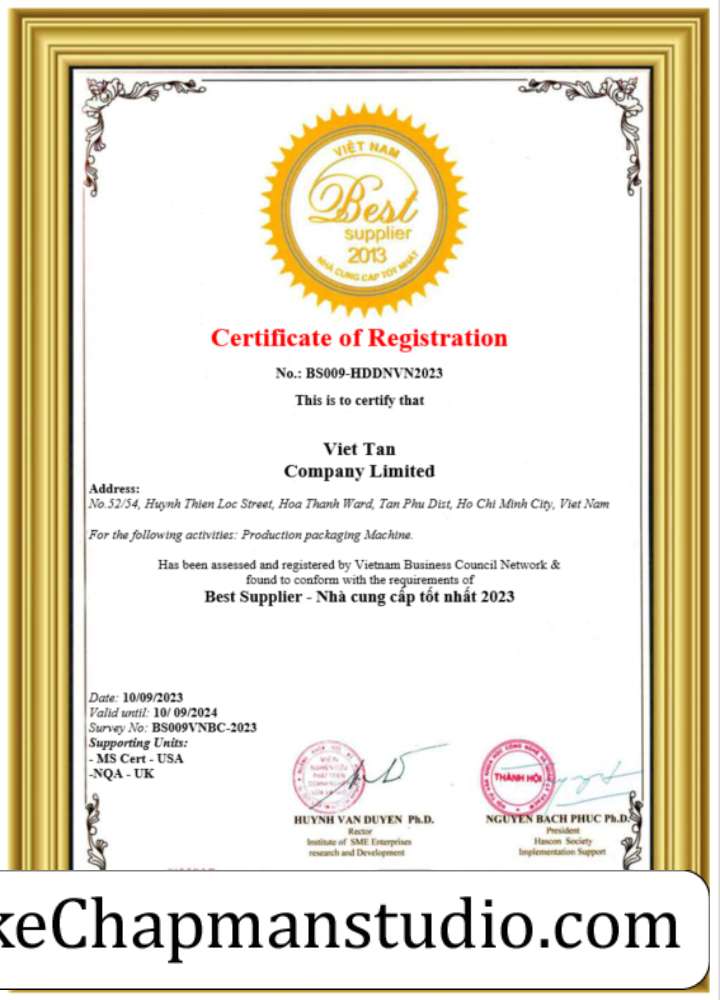 VIỆT NAM
Best
supplier
2013
NHÀ CUNG CẤP TỐT NHẤT
Certificate of Registration
No.: BS009-HDDNVN2023
This is to certify that
Viet Tan
Company Limited
Address:
No.52/54, Huynh Thien Loc Street, Hoa Thanh Ward, Tan Phu Dist, Ho Chi Minh City, Viet Nam
For the following activities: Production packaging Machine.
Has been assessed and registered by Vietnam Business Council Network &
found to conform with the requirements of
Best Supplier - Nhà cung cấp tốt nhất 2023
Date: 10/09/2023
Valid until: 10/ 09/2024
Survey No: BS009VNBC-2023
Supporting Units:
- MS Cert - USA
-NQA - UK
THÀNH HỘI
HUYNH VAN DUYEN Ph.D.
Rector
Institute of SME Enterprises
research and Development
NGUYEN BACH PHUC Ph.D.
President
Hascon Society
Implementation Support
keChapmanstudio.com